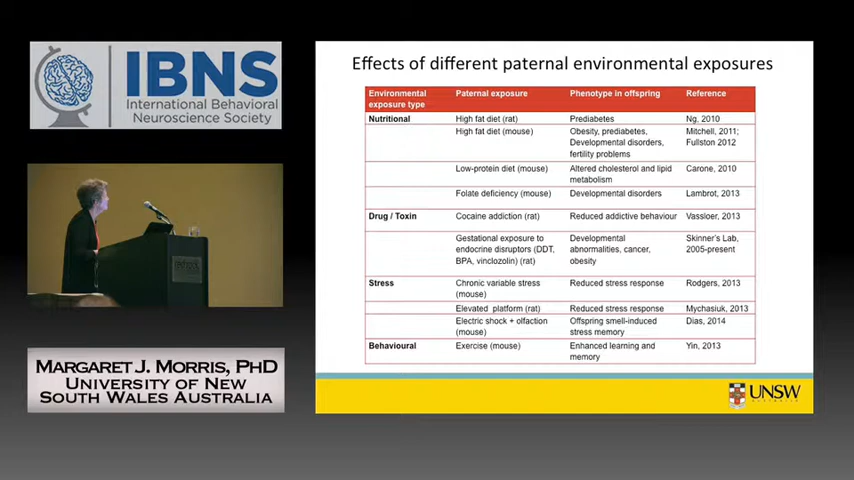 IBNS
International Behavioral
Neuroscience Society
MARGARET J. MORRIS, PHD
UNIVERSITY OF NEW
SOUTH WALES AUSTRALIA
Effects of different paternal environmental exposures
Environmental exposure type Paternal exposure Phenotype in offspring Reference
Nutritional High fat diet (rat) Prediabetes Ng. 2010
High fat diet (mouse) Obesity, prediabetes, Developmental disorders, fertility problems Mitchell, 2011; Fullston 2012
Low-protein diet (mouse) Altered cholesterol and lipid metabolism Carone, 2010
Folate deficiency (mouse) Developmental disorders Lambrot, 2013
Drug / Toxin Cocaine addiction (rat) Reduced addictive behaviour Vassloer, 2013
Gestational exposure to endocrine disruptors (DDT, BPA, vinclozolin) (rat) Developmental abnormalities, cancer, obesity Skinner's Lab, 2005-present
Stress Chronic variable stress (mouse) Reduced stress response Rodgers, 2013
Elevated platform (rat) Reduced stress response Mychasiuk, 2013
Electric shock + olfaction (mouse) Offspring smell-induced stress memory Dias, 2014
Behavioural Exercise (mouse) Enhanced learning and memory Yin, 2013
UNSW
AUSTRALIA